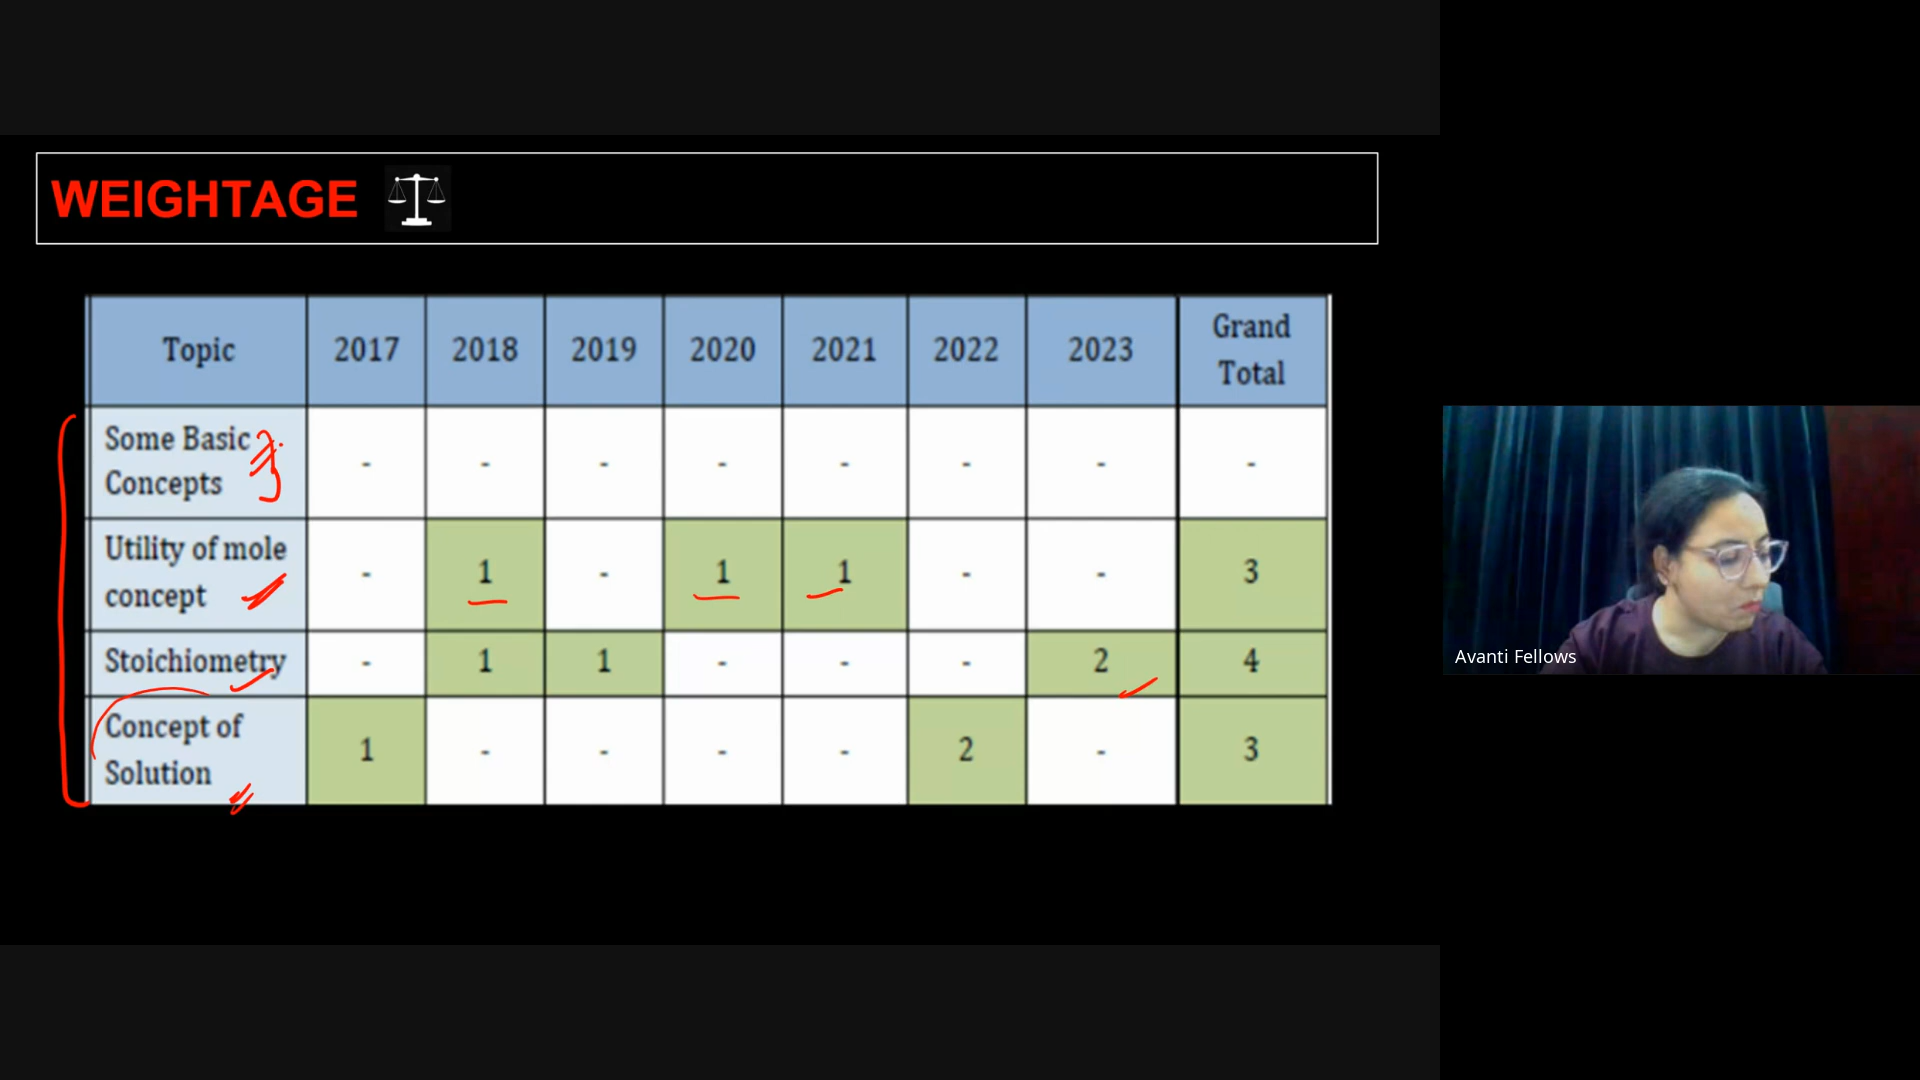 WEIGHTAGE
Topic 2017 2018 2019 2020 2021 2022 2023 Grand Total
Some Basic Concepts - - - - - - - -
Utility of mole concept - 1 - 1 1 - - 3
Stoichiometry - 1 1 - - - 2 4
Concept of Solution 1 - - - - 2 - 3
Avanti Fellows